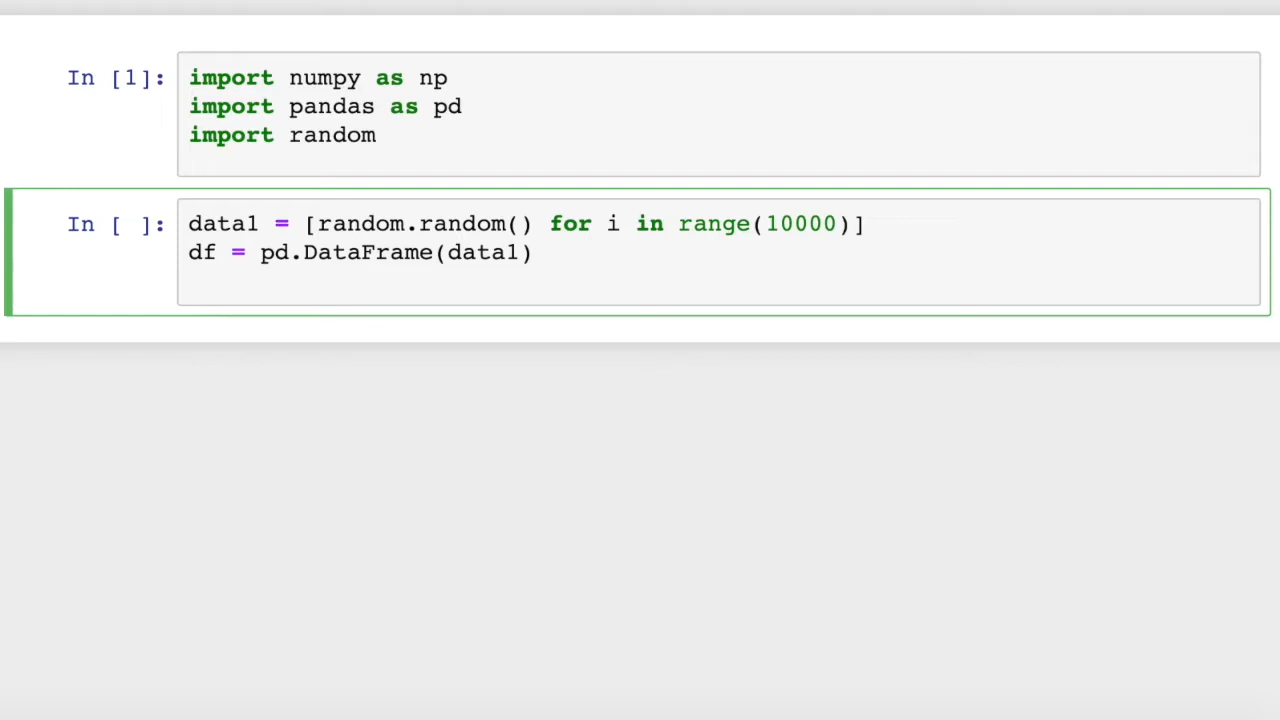 In [1]: import numpy as np
import pandas as pd
import random
In [ ]: data1 = [random.random() for i in range(10000)]
df = pd.DataFrame(data1)